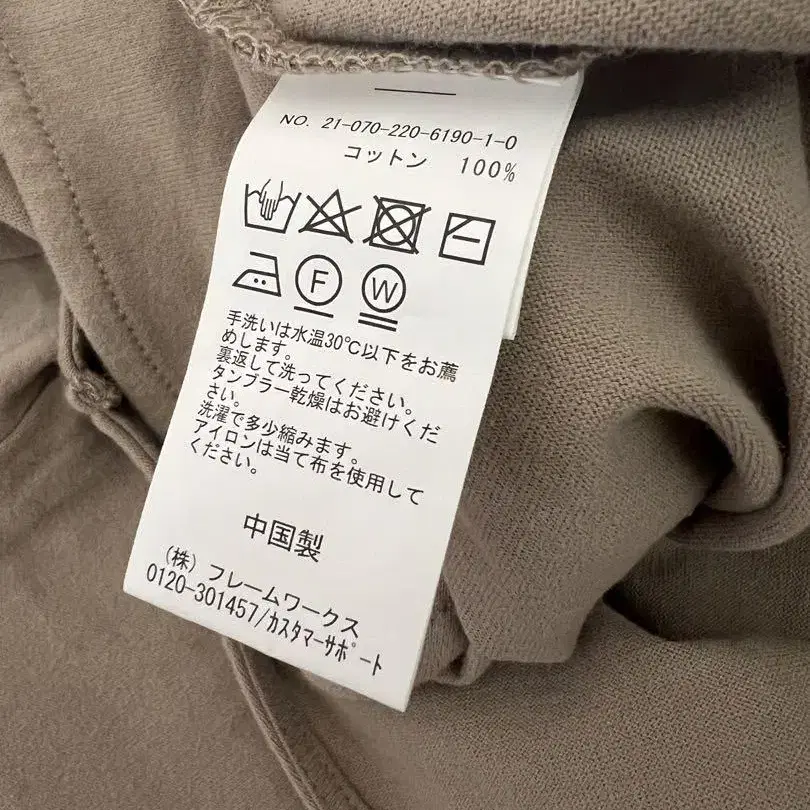 NO. 21-070-220-6190-1-0
コットン 100%
F W
手洗いは水温30℃以下をお薦
めします。
裏返して洗ってください。
タンブラー乾燥はお避けくだ
さい。
洗濯で多少縮みます。
アイロンは当て布を使用して
ください。
中国製
(株) フレームワークス
0120-301457/ｶｽﾀﾏｰｻﾎﾟｰﾄ